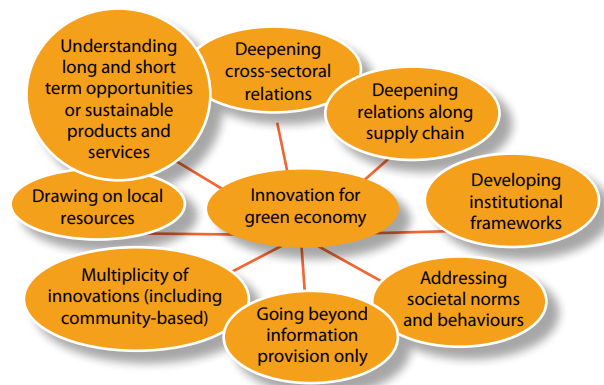 Understanding
long and short
term opportunities
or sustainable
products and
services
Deepening
cross-sectoral
relations
Deepening
relations along
supply chain
Drawing on local
resources
Innovation for
green economy
Developing
institutional
frameworks
Multiplicity of
innovations (including
community-based)
Going beyond
information
provision only
Addressing
societal norms
and behaviours